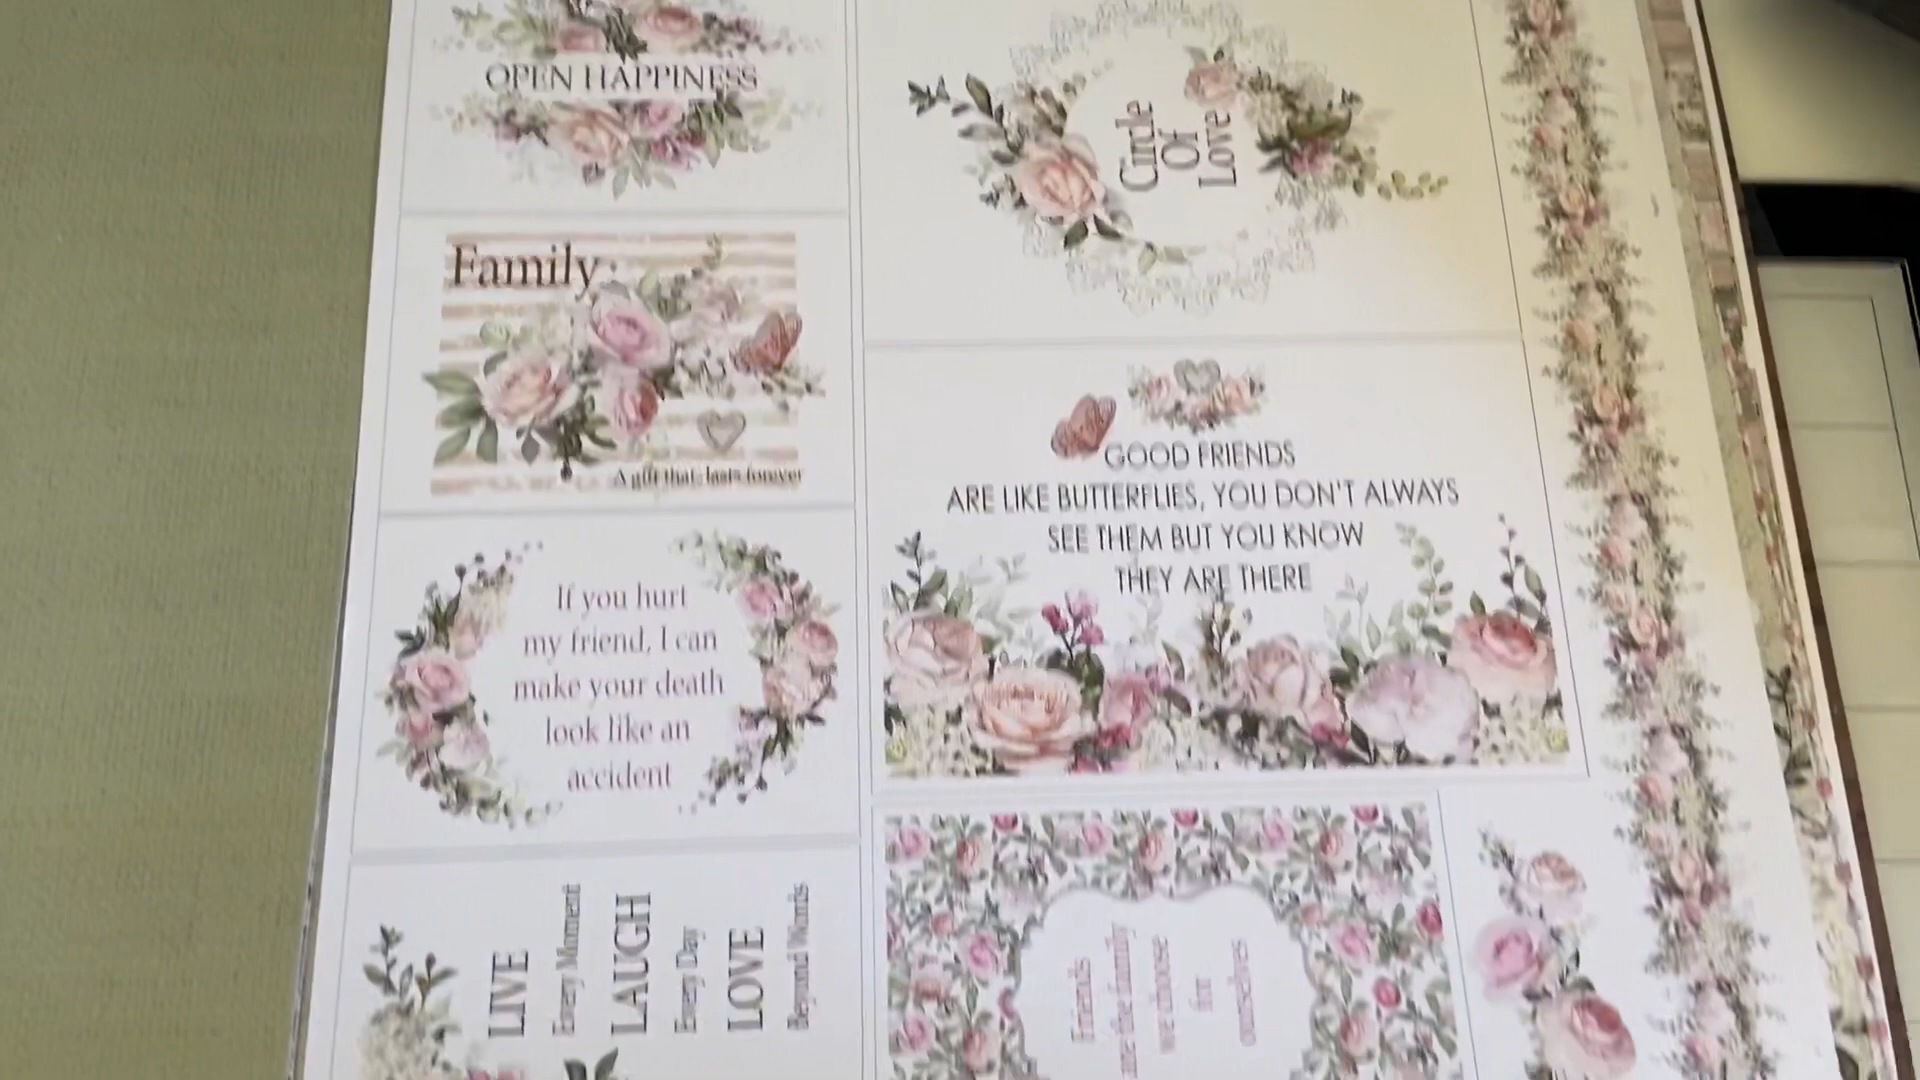 OPEN HAPPINESS
Family
A gift that lasts forever
If you hurt
my friend, I can
make your death
look like an
accident
LIVE
Every Moment
LAUGH
Every Day
LOVE
Beyond Words
Circle
Of
Love
GOOD FRIENDS
ARE LIKE BUTTERFLIES, YOU DON'T ALWAYS
SEE THEM BUT YOU KNOW
THEY ARE THERE
Friends
are the family
we choose
for
ourselves